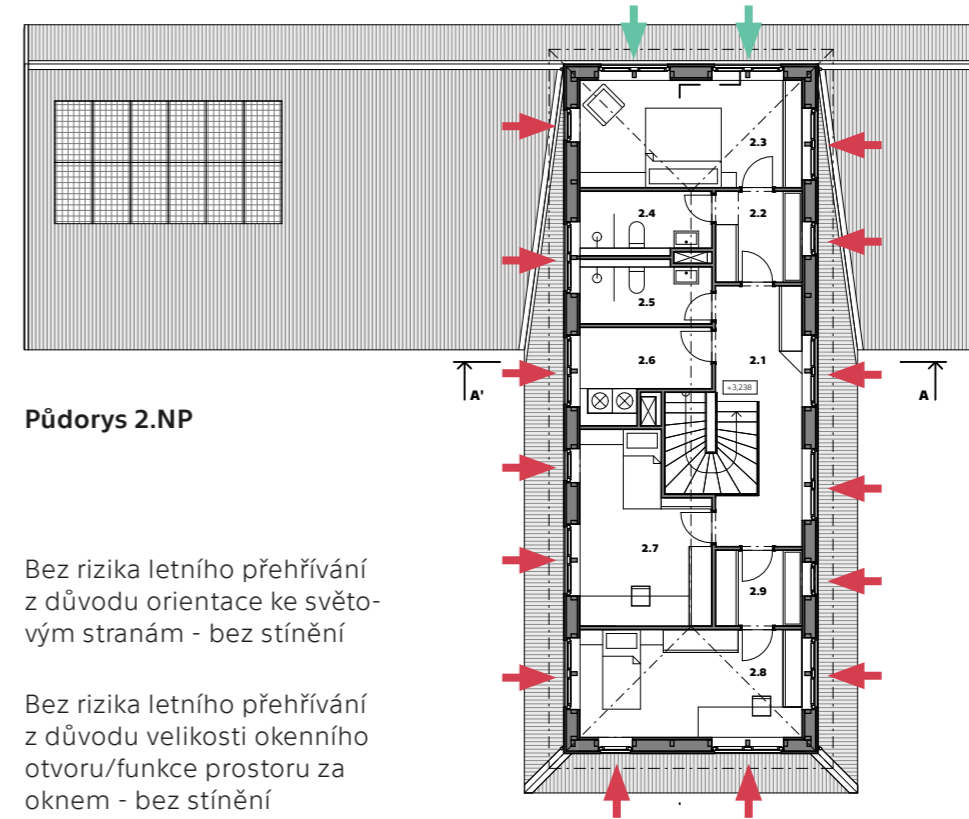 2.3
2.4
2.2
2.5
2.6
2.1
+3,238
A'
A
Půdorys 2.NP
2.7
2.9
2.8
Bez rizika letního přehřívání
z důvodu orientace ke světo-
vým stranám - bez stínění
Bez rizika letního přehřívání
z důvodu velikosti okenního
otvoru/funkce prostoru za
oknem - bez stínění